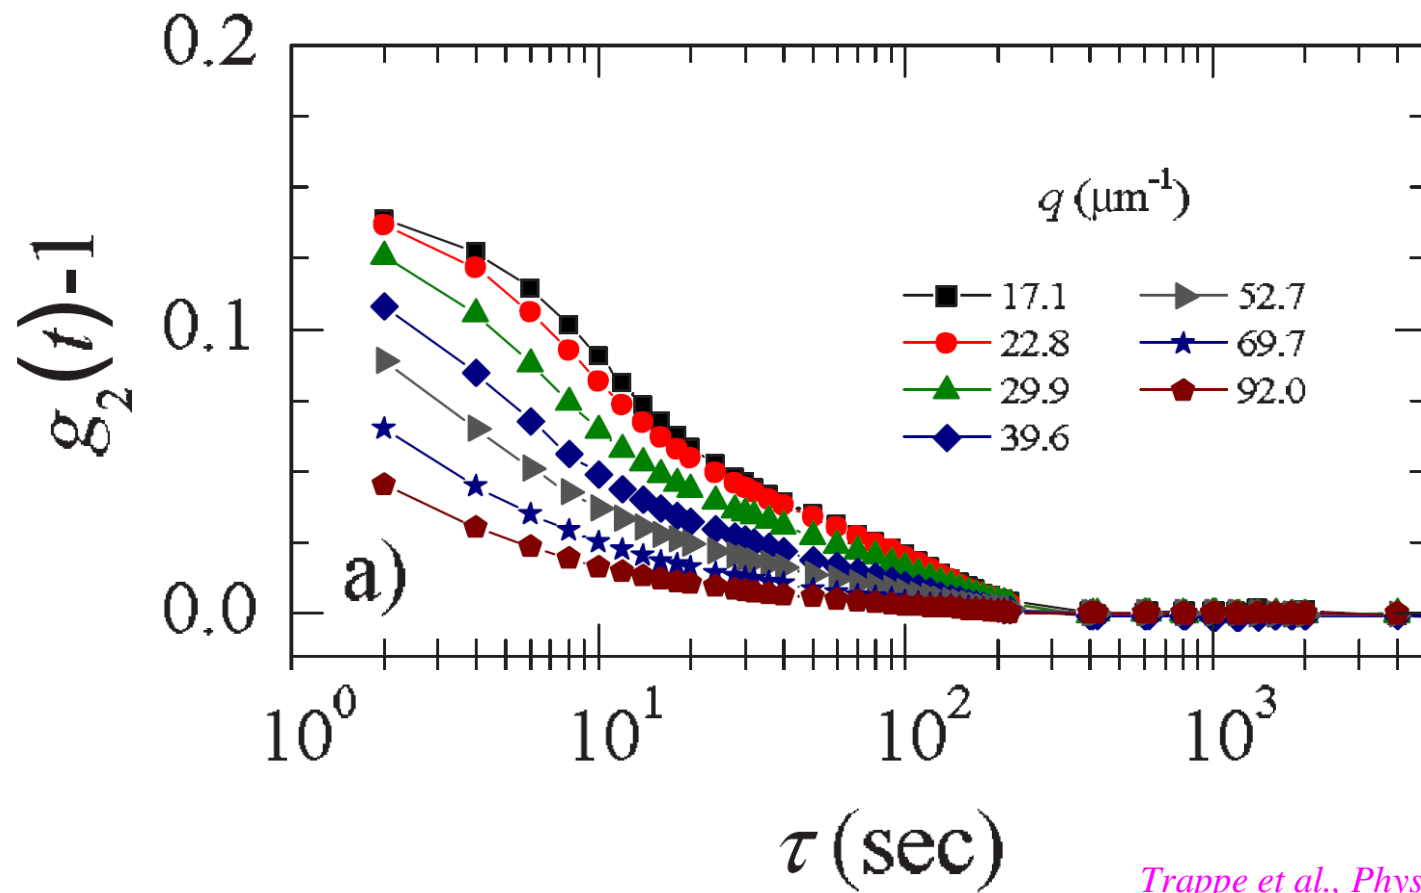 0.2
0.1
0.0
g₂(t)-1
a)
q (μm⁻¹)
17.1 52.7
22.8 69.7
29.9 92.0
39.6
10⁰ 10¹ 10² 10³
τ (sec)
Trappe et al., Phys